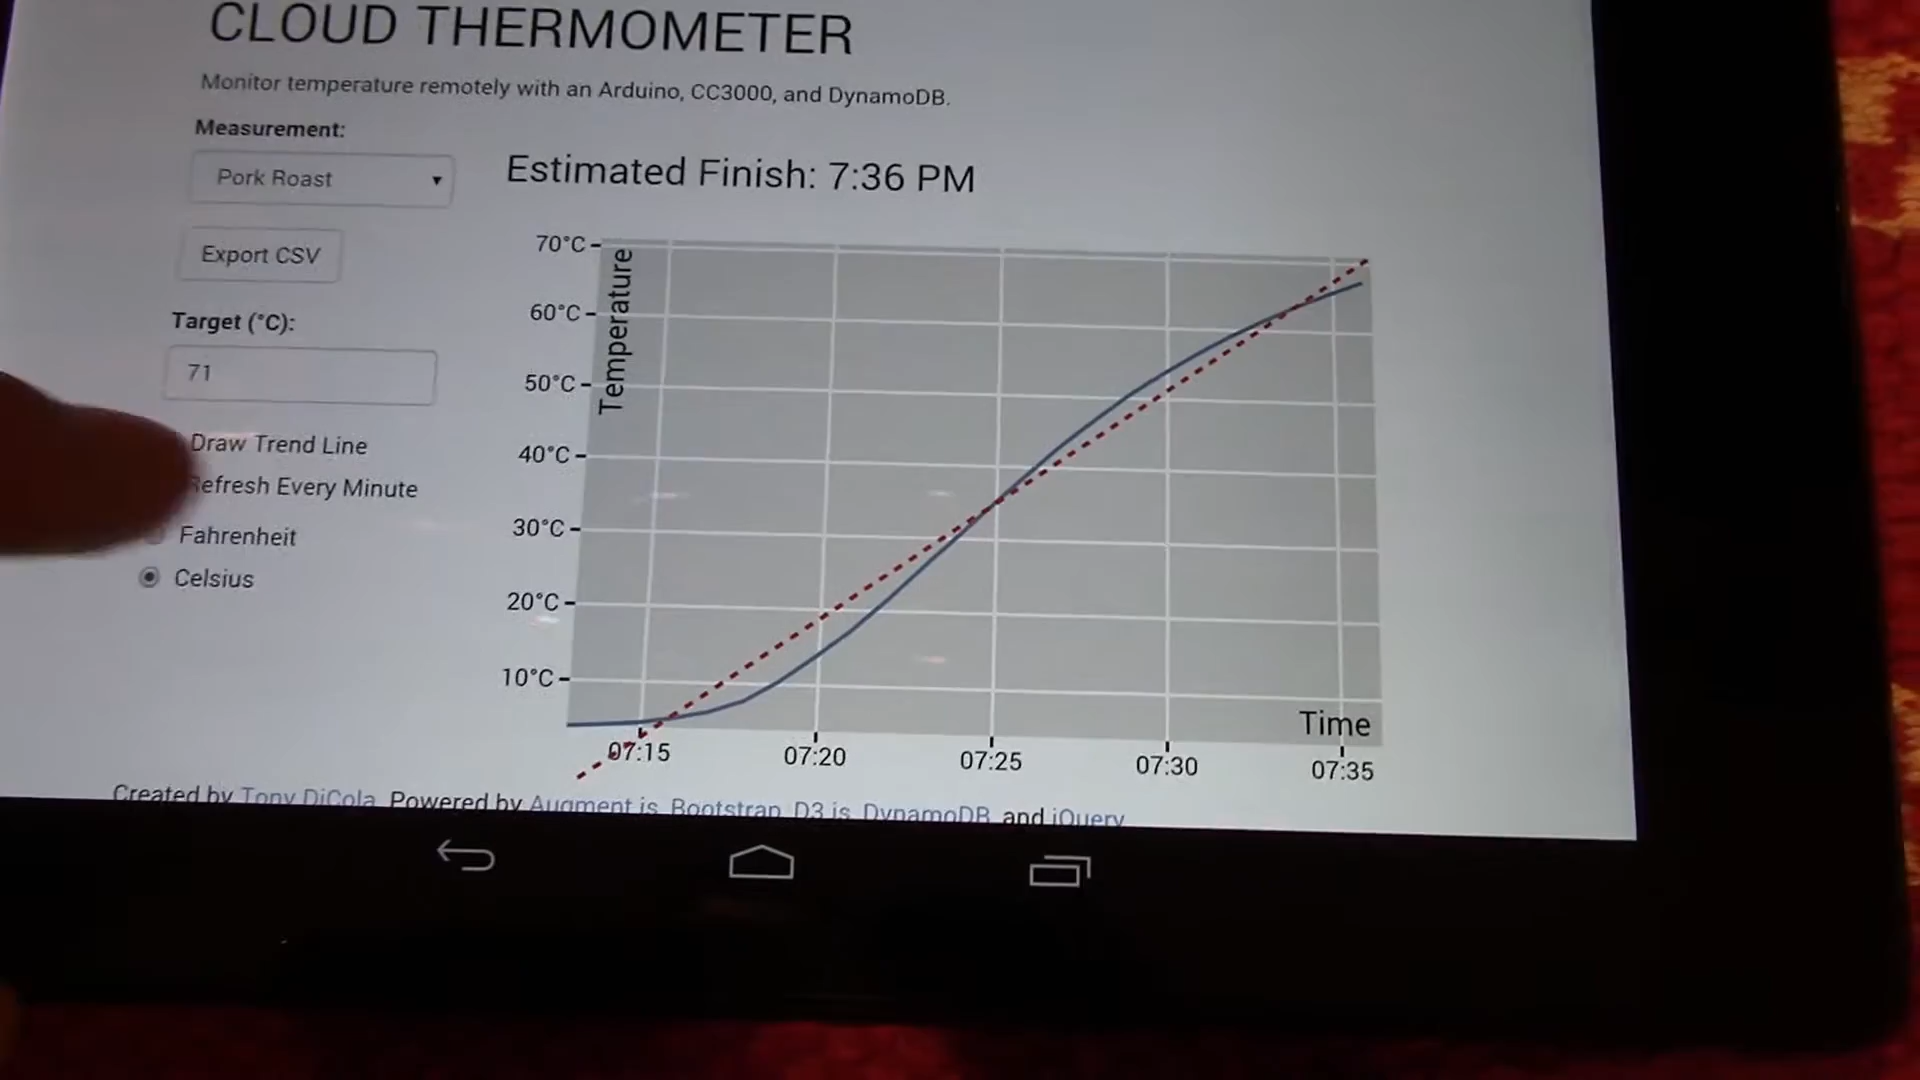 CLOUD THERMOMETER
Monitor temperature remotely with an Arduino, CC3000, and DynamoDB.
Measurement:
Pork Roast
Export CSV
Target (°C):
71
Draw Trend Line
Refresh Every Minute
Fahrenheit
Celsius
Estimated Finish: 7:36 PM
Temperature
70°C
60°C
50°C
40°C
30°C
20°C
10°C
Time
07:15
07:20
07:25
07:30
07:35
Created by Tony DiCola. Powered by Augment.js, Bootstrap, D3.js, DynamoDB, and jQuery